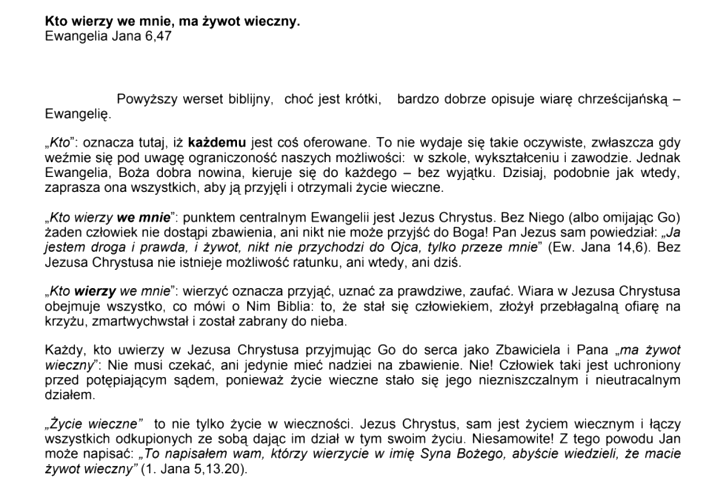 Kto wierzy we mnie, ma żywot wieczny.
Ewangelia Jana 6,47
Powyższy werset biblijny, choć jest krótki, bardzo dobrze opisuje wiarę chrześcijańską –
Ewangelię.
„Kto”: oznacza tutaj, iż każdemu jest coś oferowane. To nie wydaje się takie oczywiste, zwłaszcza gdy
weźmie się pod uwagę ograniczoność naszych możliwości: w szkole, wykształceniu i zawodzie. Jednak
Ewangelia, Boża dobra nowina, kieruje się do każdego – bez wyjątku. Dzisiaj, podobnie jak wtedy,
zaprasza ona wszystkich, aby ją przyjęli i otrzymali życie wieczne.
„Kto wierzy we mnie”: punktem centralnym Ewangelii jest Jezus Chrystus. Bez Niego (albo omijając Go)
żaden człowiek nie dostąpi zbawienia, ani nikt nie może przyjść do Boga! Pan Jezus sam powiedział: „Ja
jestem droga i prawda, i żywot, nikt nie przychodzi do Ojca, tylko przeze mnie” (Ew. Jana 14,6). Bez
Jezusa Chrystusa nie istnieje możliwość ratunku, ani wtedy, ani dziś.
„Kto wierzy we mnie”: wierzyć oznacza przyjąć, uznać za prawdziwe, zaufać. Wiara w Jezusa Chrystusa
obejmuje wszystko, co mówi o Nim Biblia: to, że stał się człowiekiem, złożył przebłagalną ofiarę na
krzyżu, zmartwychwstał i został zabrany do nieba.
Każdy, kto uwierzy w Jezusa Chrystusa przyjmując Go do serca jako Zbawiciela i Pana „ma żywot
wieczny”: Nie musi czekać, ani jedynie mieć nadziei na zbawienie. Nie! Człowiek taki jest uchroniony
przed potępiającym sądem, ponieważ życie wieczne stało się jego niezniszczalnym i nieutracalnym
działem.
„Życie wieczne” to nie tylko życie w wieczności. Jezus Chrystus, sam jest życiem wiecznym i łączy
wszystkich odkupionych ze sobą dając im dział w tym swoim życiu. Niesamowite! Z tego powodu Jan
może napisać: „To napisałem wam, którzy wierzycie w imię Syna Bożego, abyście wiedzieli, że macie
żywot wieczny” (1. Jana 5,13.20).